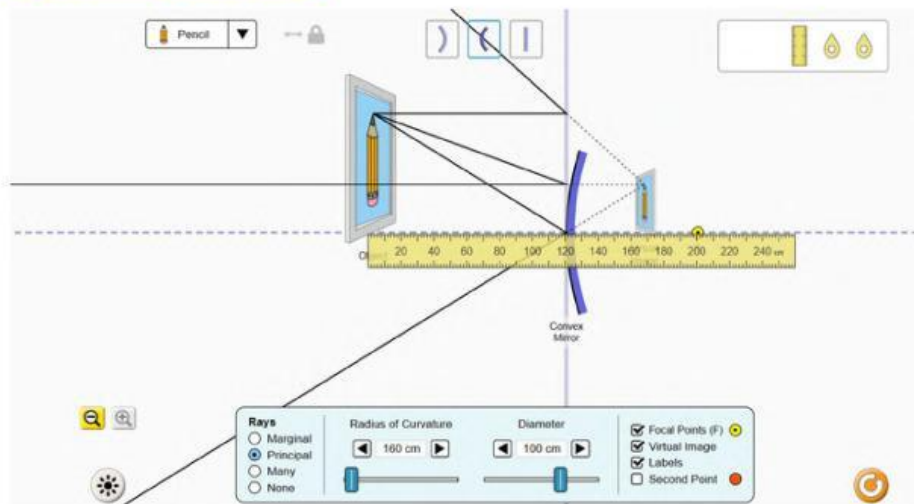 Pencil
20 40 60 80 100 120 140 160 180 200 220 240 cm
Convex
Mirror
Rays
Marginal
Principal
Many
None
Radius of Curvature
160 cm
Diameter
100 cm
Focal Points (F)
Virtual Image
Labels
Second Point